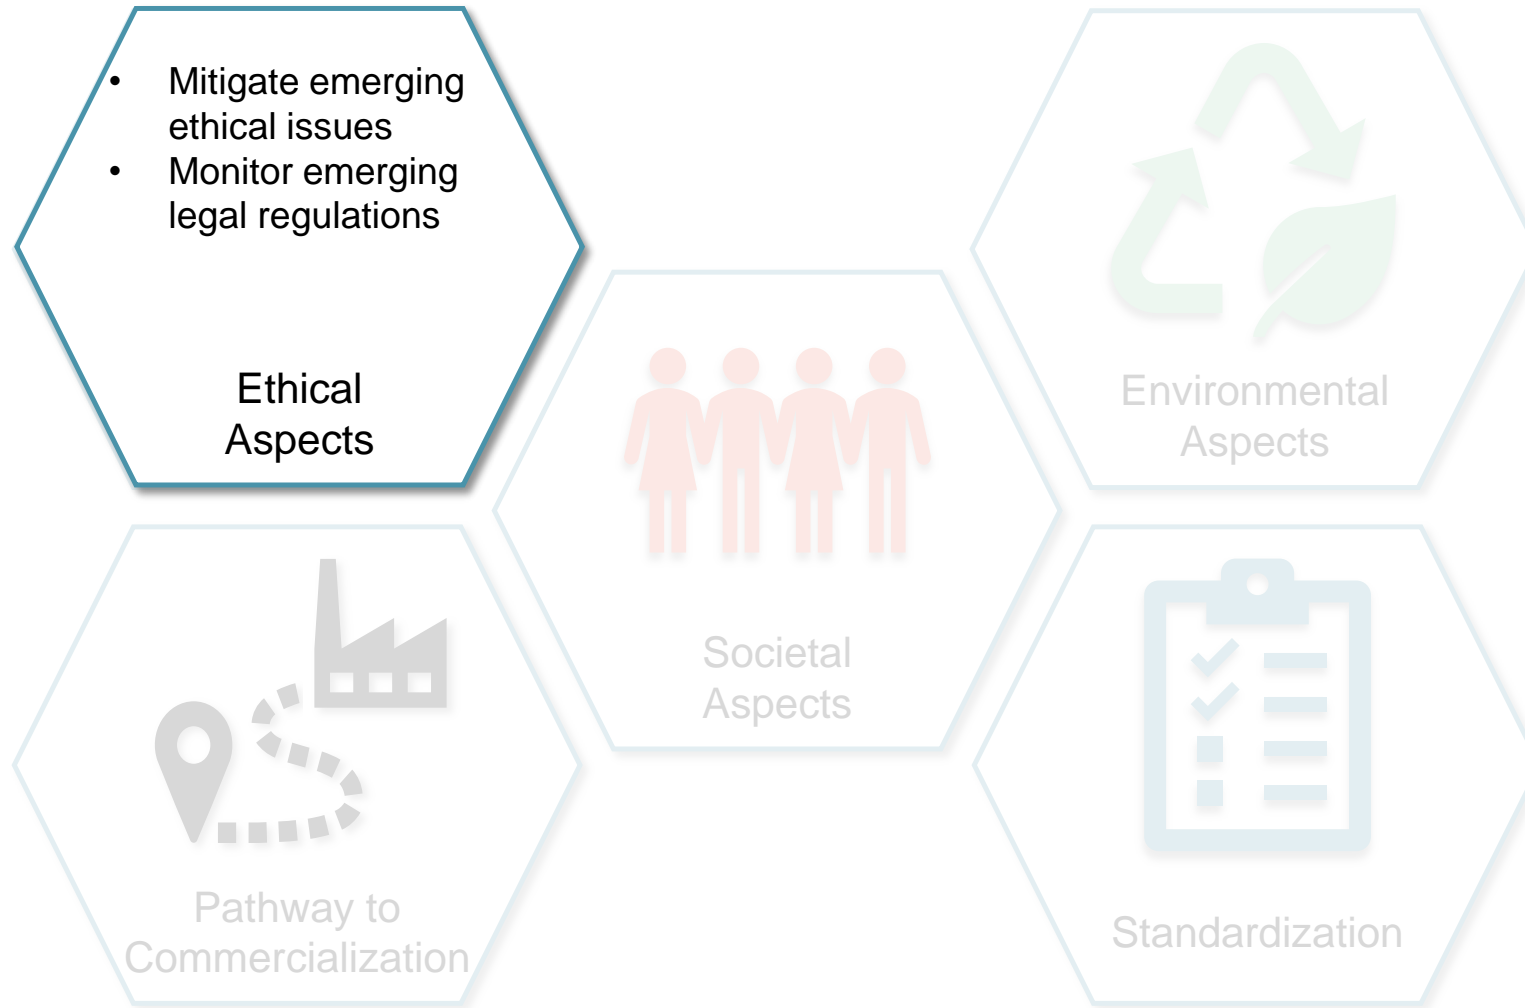 • Mitigate emerging
ethical issues
• Monitor emerging
legal regulations
Ethical
Aspects
Environmental
Aspects
Societal
Aspects
Pathway to
Commercialization
Standardization